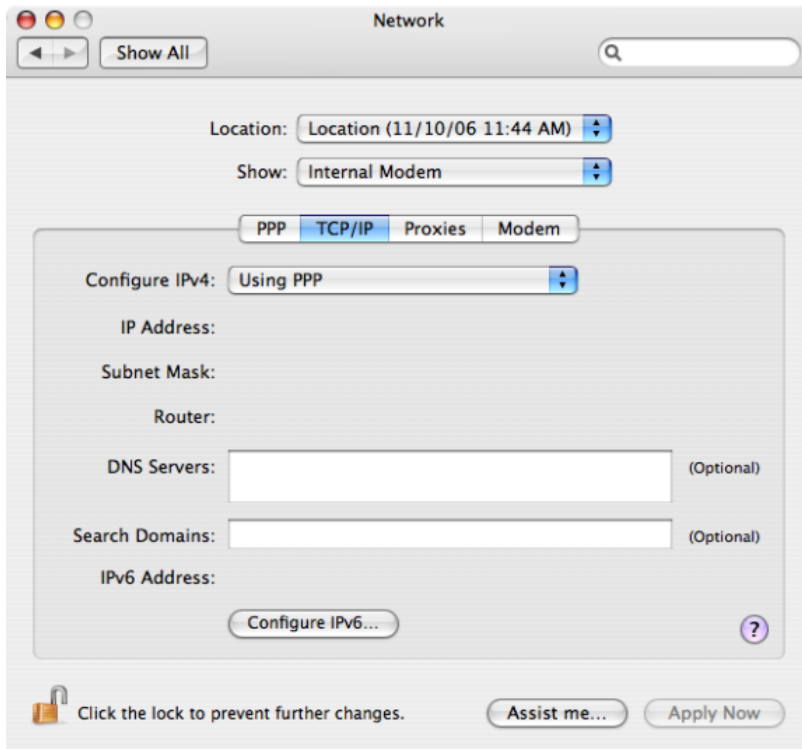 Network
Show All
Location: Location (11/10/06 11:44 AM)
Show: Internal Modem
PPP TCP/IP Proxies Modem
Configure IPv4: Using PPP
IP Address:
Subnet Mask:
Router:
DNS Servers: (Optional)
Search Domains: (Optional)
IPv6 Address:
Configure IPv6...
?
Click the lock to prevent further changes. Assist me... Apply Now